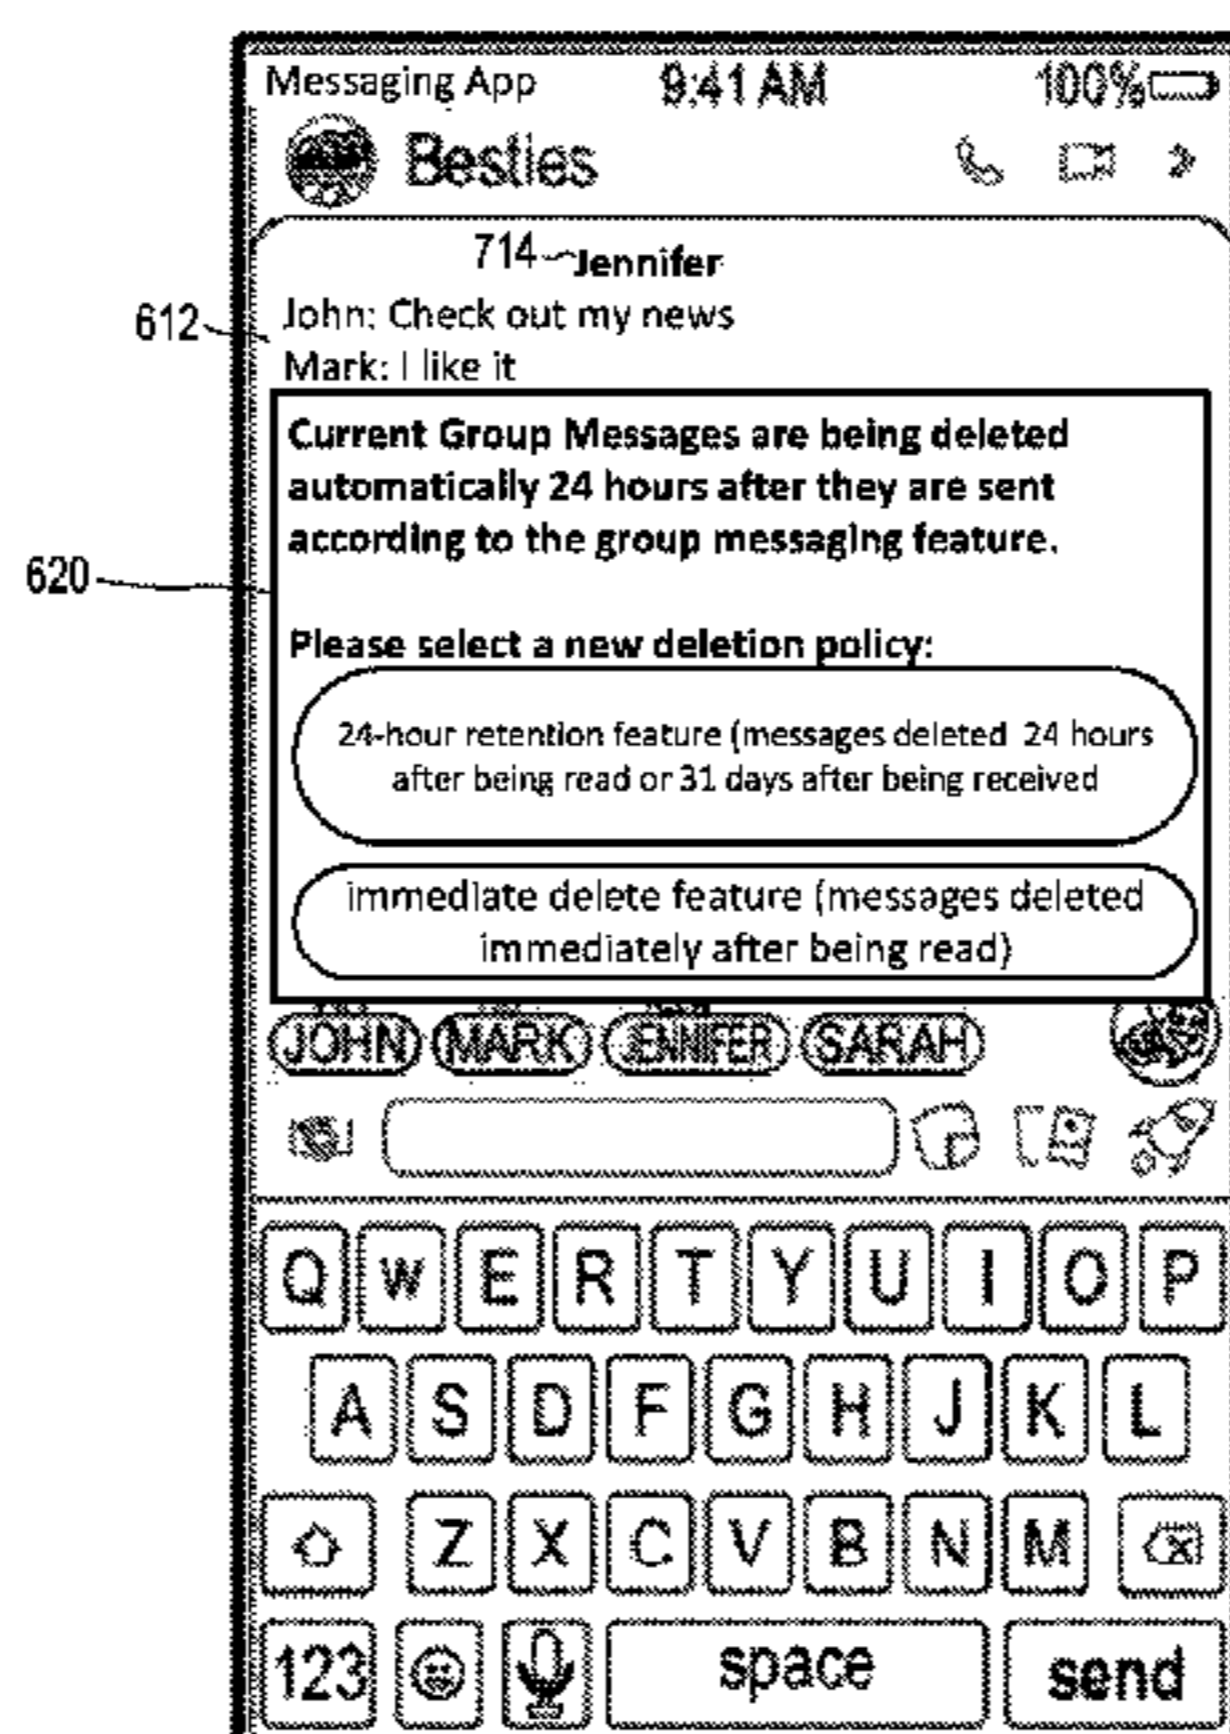 Messaging App 9:41 AM 100%
Besties
714 Jennifer
612 John: Check out my news
Mark: I like it
Current Group Messages are being deleted
automatically 24 hours after they are sent
according to the group messaging feature.
620
Please select a new deletion policy:
24-hour retention feature (messages deleted 24 hours
after being read or 31 days after being received
immediate delete feature (messages deleted
immediately after being read)
JOHN MARK JENNIFER SARAH
Q W E R T Y U I O P
A S D F G H J K L
Z X C V B N M
123 space send